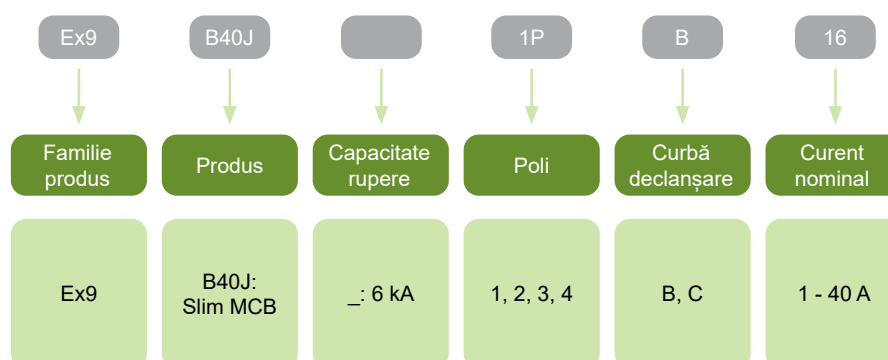 Ex9 B40J 1P B 16
Familie produs Produs Capacitate rupere Poli Curbă declanșare Curent nominal
Ex9 B40J: Slim MCB _: 6 kA 1, 2, 3, 4 B, C 1 - 40 A